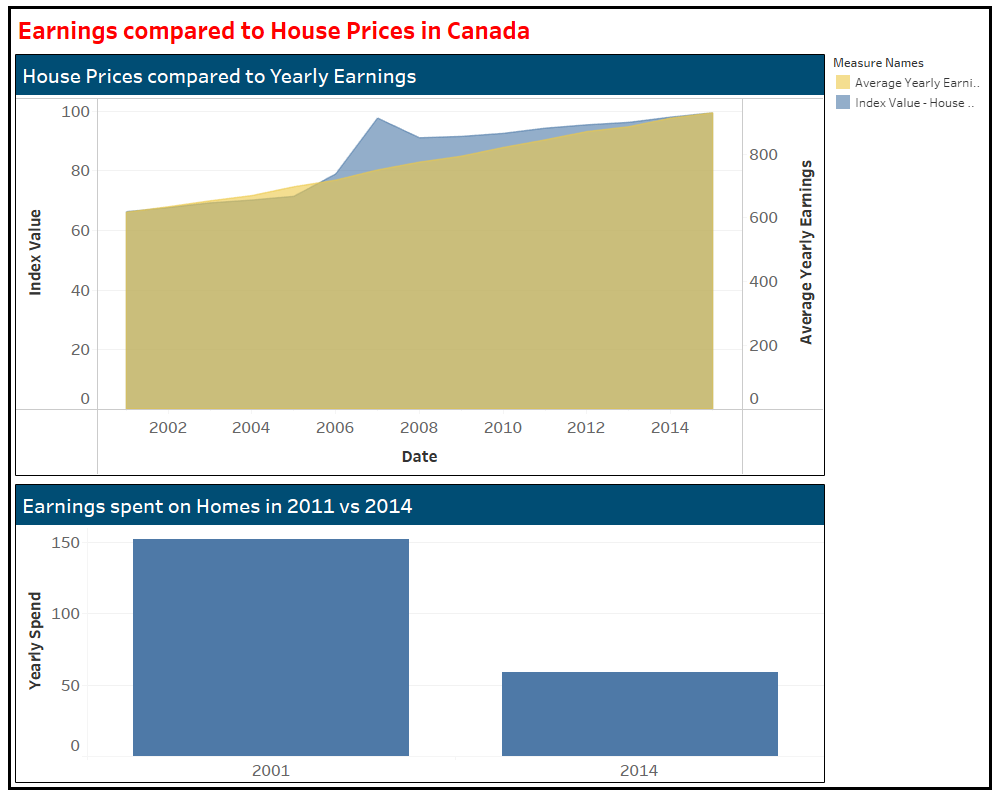 Earnings compared to House Prices in Canada
House Prices compared to Yearly Earnings
Measure Names
Average Yearly Earni..
Index Value - House ..
100
80
60
40
20
0
Index Value
800
600
400
200
0
Average Yearly Earnings
2002 2004 2006 2008 2010 2012 2014
Date
Earnings spent on Homes in 2011 vs 2014
150
100
50
0
Yearly Spend
2001 2014